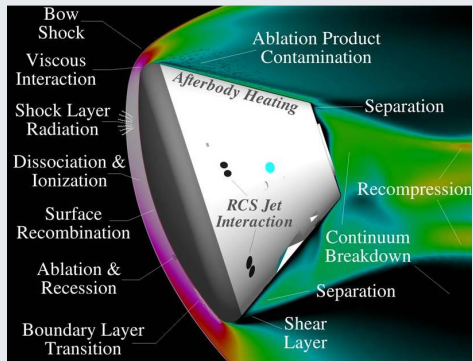 Bow
Shock
Viscous
Interaction
Shock Layer
Radiation
Dissociation &
Ionization
Surface
Recombination
Ablation &
Recession
Boundary Layer
Transition
Ablation Product
Contamination
Afterbody Heating
Separation
RCS Jet
Interaction
Recompression
Continuum
Breakdown
Separation
Shear
Layer